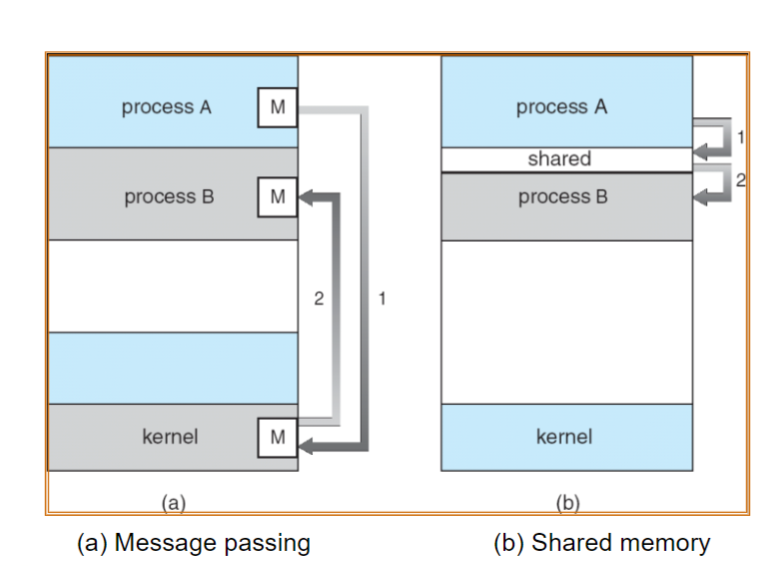 process A
M
process B
M
2
1
kernel
M
(a)
process A
1
shared
2
process B
kernel
(b)
(a) Message passing
(b) Shared memory